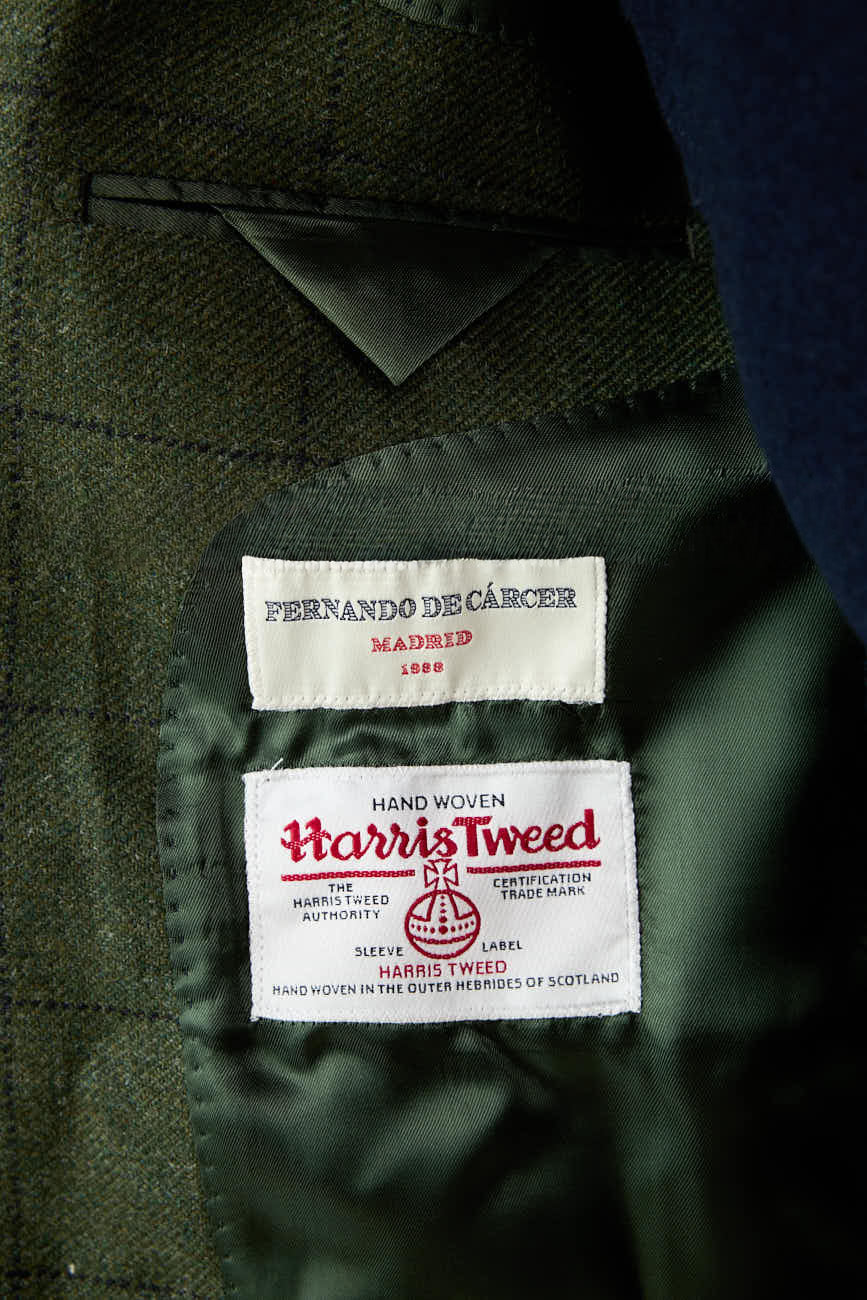 FERNANDO DE CÁRCER
MADRID
1988
HAND WOVEN
Harris Tweed
THE
HARRIS TWEED
AUTHORITY
CERTIFICATION
TRADE MARK
SLEEVE LABEL
HARRIS TWEED
HAND WOVEN IN THE OUTER HEBRIDES OF SCOTLAND